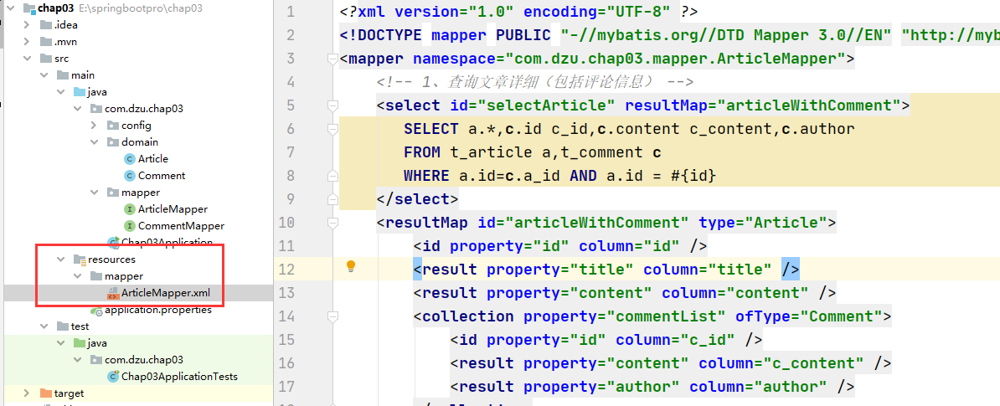 chap03 E:\springbootpro\chap03
.idea
.mvn
src
main
java
com.dzu.chap03
config
domain
Article
Comment
mapper
ArticleMapper
CommentMapper
Chap03Application
resources
mapper
ArticleMapper.xml
application.properties
test
java
com.dzu.chap03
Chap03ApplicationTests
target
1 <?xml version="1.0" encoding="UTF-8" ?>
2 <!DOCTYPE mapper PUBLIC "-//mybatis.org//DTD Mapper 3.0//EN" "http://myb
3 <mapper namespace="com.dzu.chap03.mapper.ArticleMapper">
4 <!-- 1、查询文章详细（包括评论信息） -->
5 <select id="selectArticle" resultMap="articleWithComment">
6 SELECT a.*,c.id c_id,c.content c_content,c.author
7 FROM t_article a,t_comment c
8 WHERE a.id=c.a_id AND a.id = #{id}
9 </select>
10 <resultMap id="articleWithComment" type="Article">
11 <id property="id" column="id" />
12 <result property="title" column="title" />
13 <result property="content" column="content" />
14 <collection property="commentList" ofType="Comment">
15 <id property="id" column="c_id" />
16 <result property="content" column="c_content" />
17 <result property="author" column="author" />